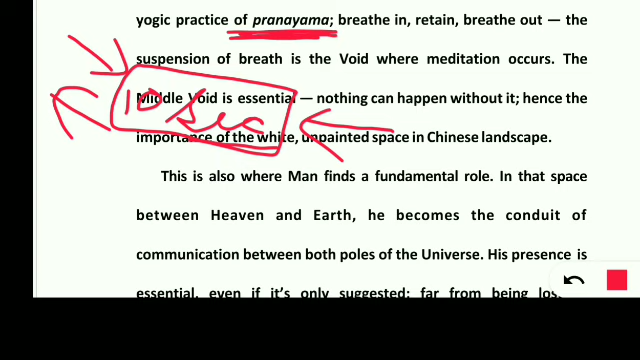 yogic practice of pranayama; breathe in, retain, breathe out — the
suspension of breath is the Void where meditation occurs. The
Middle Void is essential — nothing can happen without it; hence the
10 Sec
importance of the white, unpainted space in Chinese landscape.
This is also where Man finds a fundamental role. In that space
between Heaven and Earth, he becomes the conduit of
communication between both poles of the Universe. His presence is
essential, even if it's only suggested; far from being